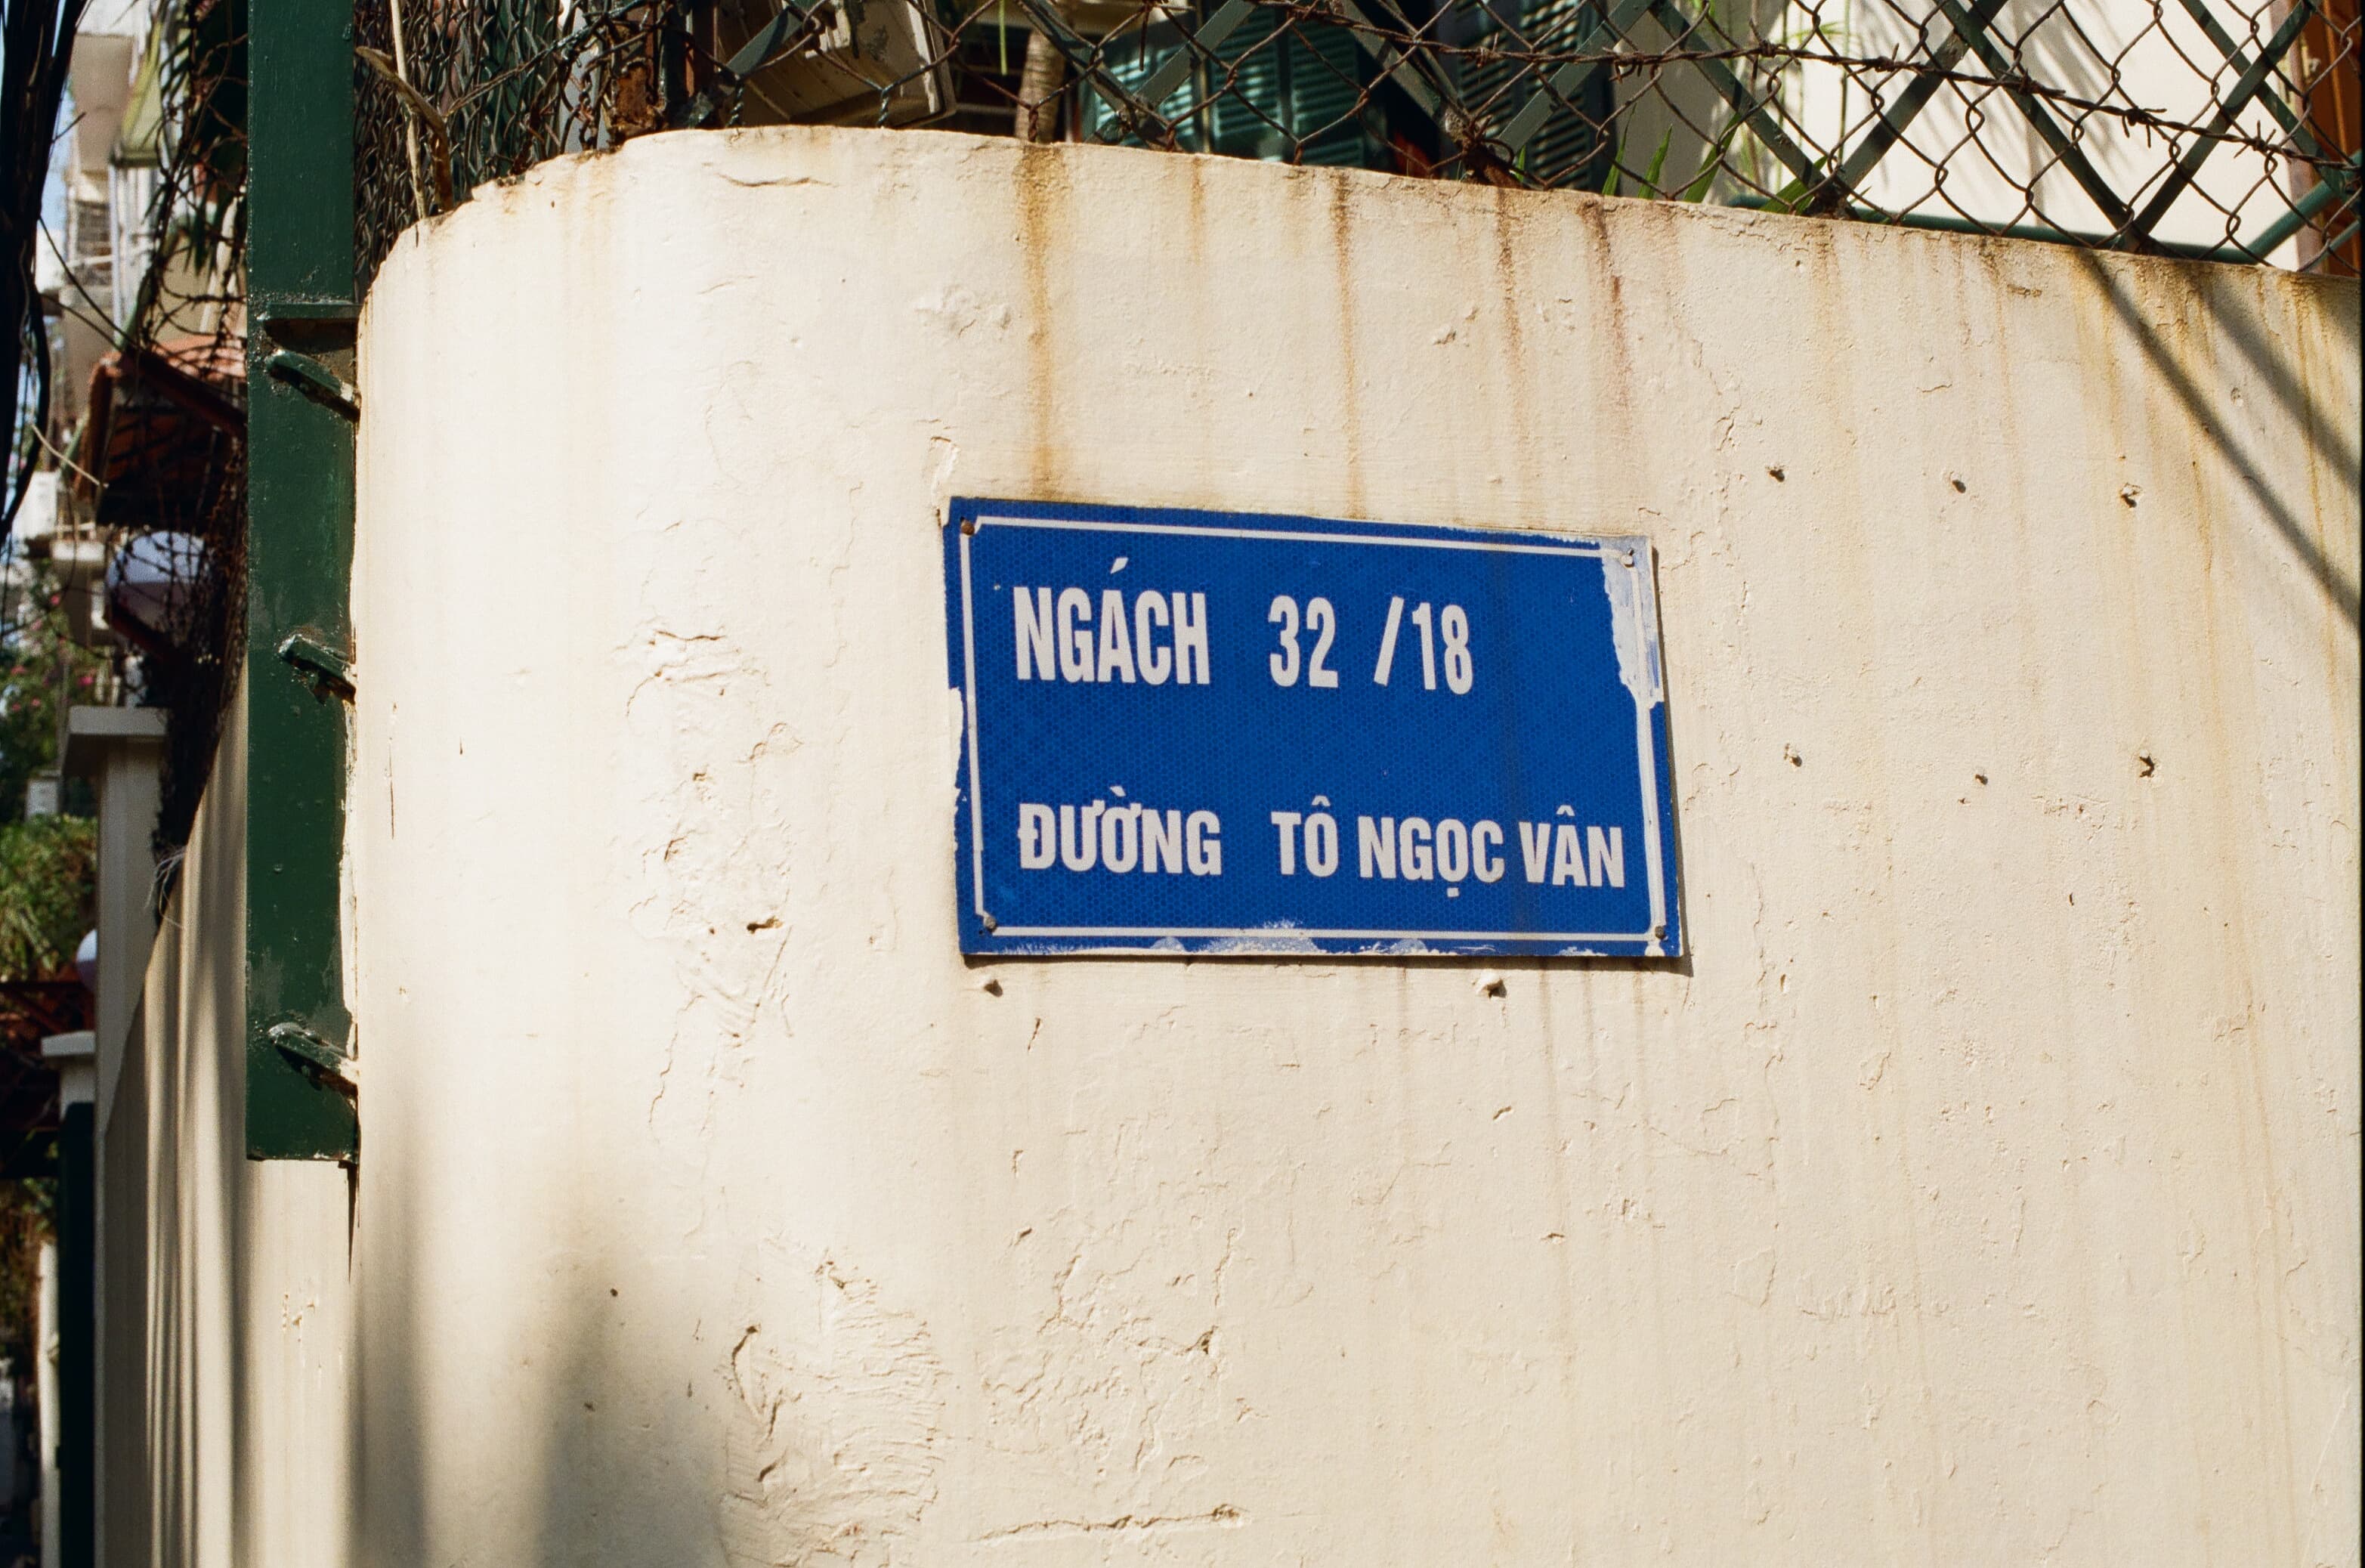 NGÁCH 32 /18
ĐƯỜNG TÔ NGỌC VÂN